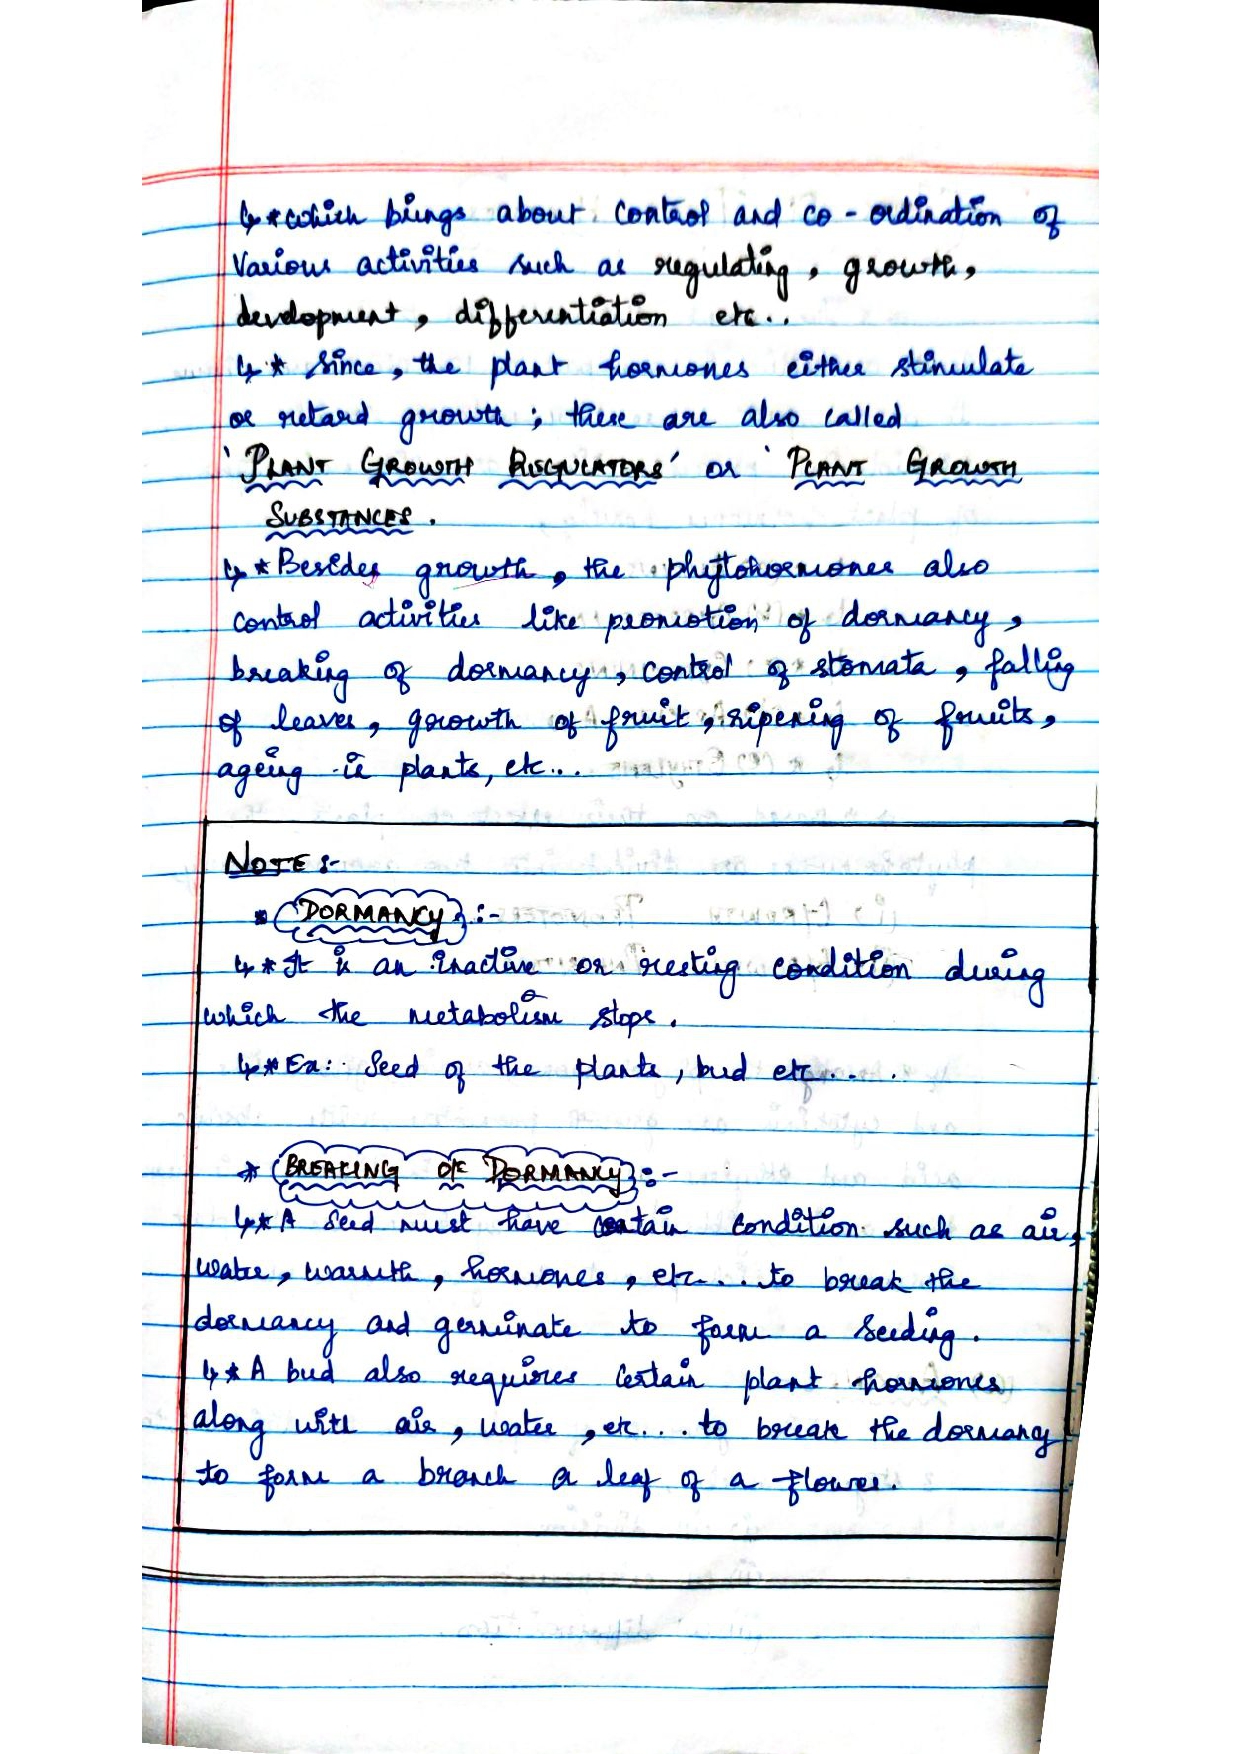 ↳ * which brings about control and co - ordination of
Various activities such as regulating, growth,
development, differentiation etc..
↳ * Since, the plant hormones either stimulate
or retard growth; these are also called
'PLANT GROWTH REGULATORS' or 'PLANT GROWTH
SUBSTANCES.
↳ * Besides growth, the phytohormones also
control activities like promotion of dormancy,
breaking of dormancy, control of stomata, falling
of leaves, growth of fruit, ripening of fruits,
ageing in plants, etc...
NOTE :-
* DORMANCY :-
↳ * It is an inactive or resting condition during
which the metabolism stops.
↳ * Ex: Seed of the plants, bud etc.....
* BREAKING OF DORMANCY :-
↳ * A seed must have certain condition such as air,
water, warmth, hormones, etc... to break the
dormancy and germinate to form a seeding.
↳ * A bud also requires certain plant hormones
along with air, water, etc... to break the dormancy
to form a branch a leaf of a flower.